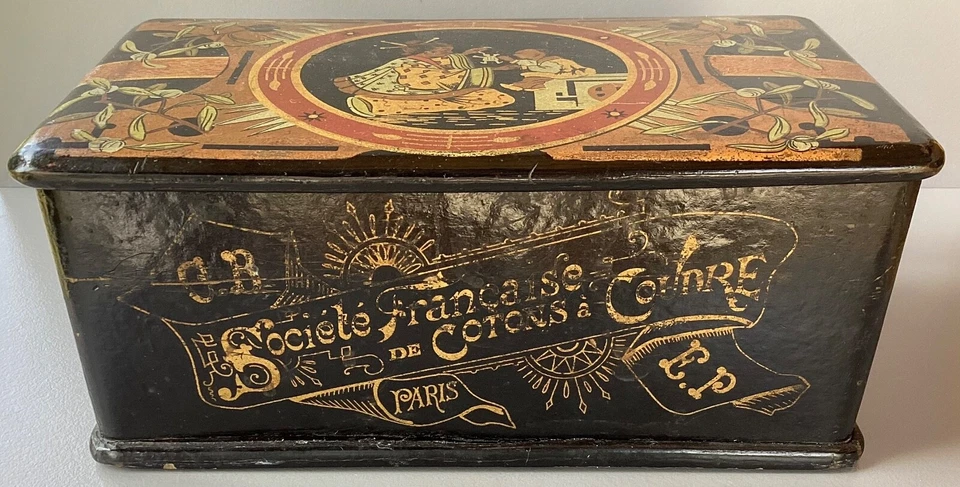 C.B
Société Française
DE COTONS à COUDRE
PARIS
E.P